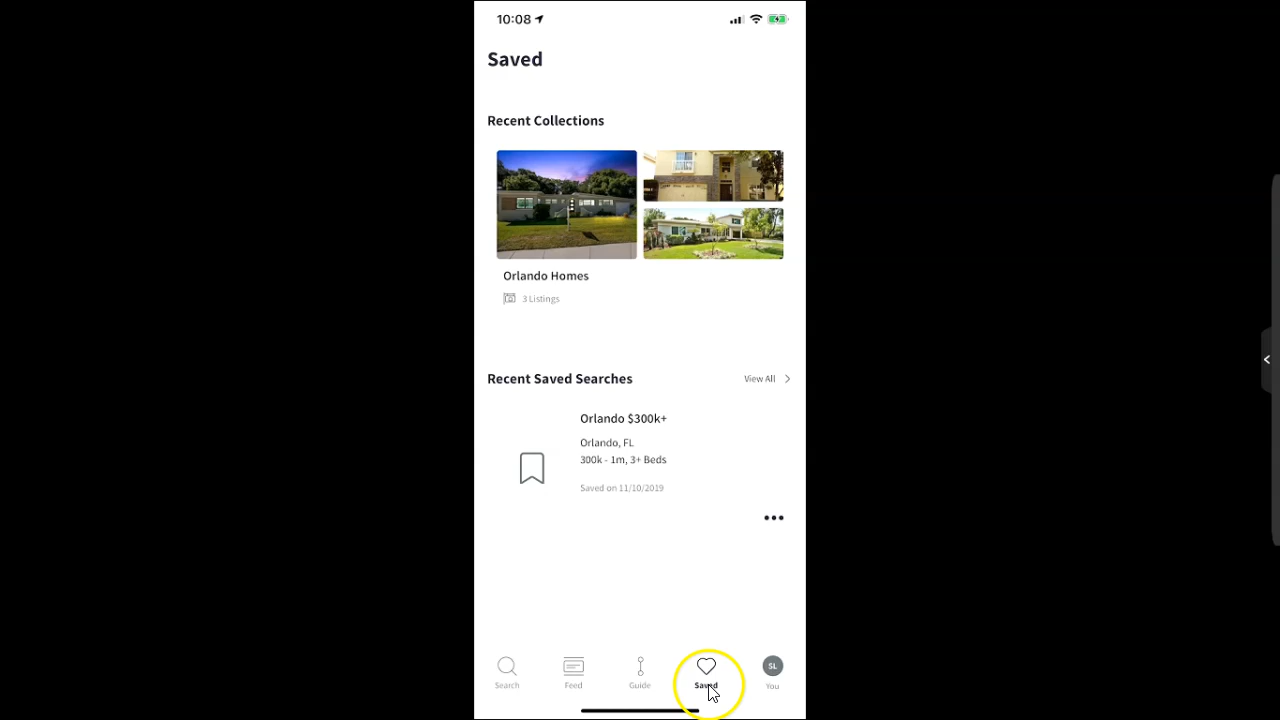 10:08
Saved
Recent Collections
Orlando Homes
3 Listings
Recent Saved Searches
View All
Orlando $300k+
Orlando, FL
300k - 1m, 3+ Beds
Saved on 11/10/2019
Search
Feed
Guide
Saved
SL
You